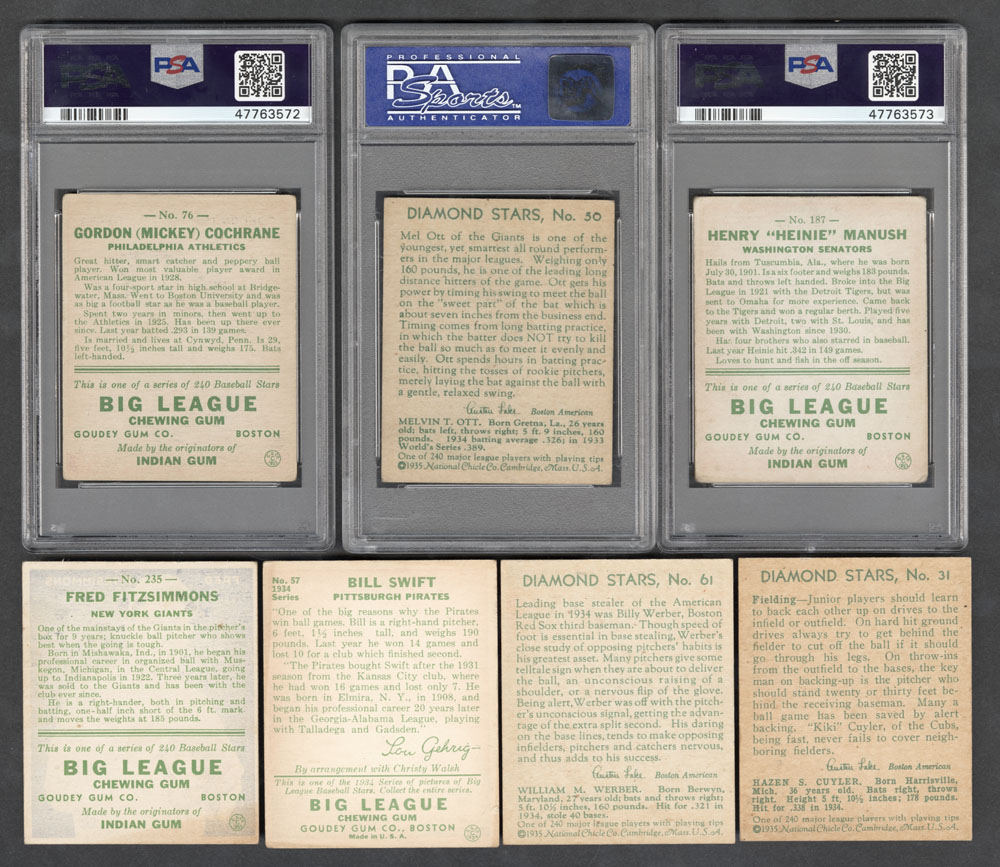 PSA
47763572
PROFESSIONAL
PSA
Sports™
AUTHENTICATOR
PSA
47763573
— No. 76 —
GORDON (MICKEY) COCHRANE
PHILADELPHIA ATHLETICS
Great hitter, smart catcher and peppery ball
player. Won most valuable player award in
American League in 1928.
Was a four-sport star in high school at Bridge-
water, Mass. Went to Boston University and was
as big a football star as he was a baseball player.
Spent two years in minors, then went up to
the Athletics in 1925. Has been up there ever
since. Last year batted .293 in 139 games.
Is married and lives at Cynwyd, Penn. Is 29,
five feet, 10½ inches tall and weighs 175. Bats
left-handed.
This is one of a series of 240 Baseball Stars
BIG LEAGUE
CHEWING GUM
GOUDEY GUM CO. BOSTON
Made by the originators of
INDIAN GUM
DIAMOND STARS, No. 50
Mel Ott of the Giants is one of the
youngest, yet smartest all round perform-
ers in the major leagues. Weighing only
160 pounds, he is one of the leading long
distance hitters of the game. Ott gets his
power by timing his swing to meet the ball
on the "sweet part" of the bat which is
about seven inches from the business end.
Timing comes from long batting practice,
in which the batter does NOT try to kill
the ball so much as to meet it evenly and
easily. Ott spends hours in batting prac-
tice, hitting the tosses of rookie pitchers,
merely laying the bat against the ball with
a gentle, relaxed swing.
Austen Lake Boston American
MELVIN T. OTT. Born Gretna, La., 26 years
old; bats left, throws right; 5 ft. 9 inches, 160
pounds. 1934 batting average .326; in 1933
World's Series .389.
One of 240 major league players with playing tips
©1935 National Chicle Co. Cambridge, Mass. U.S.A.
— No. 187 —
HENRY "HEINIE" MANUSH
WASHINGTON SENATORS
Hails from Tuscumbia, Ala., where he was born
July 30, 1901. Is a six footer and weighs 183 pounds.
Bats and throws left handed. Broke into the Big
League in 1921 with the Detroit Tigers, but was
sent to Omaha for more experience. Came back
to the Tigers and won a regular berth. Played five
years with Detroit, two with St. Louis, and has
been with Washington since 1930.
Has four brothers who also starred in baseball.
Last year Heinie hit .342 in 149 games.
Loves to hunt and fish in the off season.
This is one of a series of 240 Baseball Stars
BIG LEAGUE
CHEWING GUM
GOUDEY GUM CO. BOSTON
Made by the originators of
INDIAN GUM
— No. 235 —
FRED FITZSIMMONS
NEW YORK GIANTS
One of the mainstays of the Giants in the pitcher's
box for 9 years; knuckle ball pitcher who shows
best when the going is tough.
Born in Mishawaka, Ind., in 1901, he began his
professional career in organized ball with Mus-
kegon, Michigan, in the Central League, going
up to Indianapolis in 1922. Three years later, he
was sold to the Giants and has been with the
club ever since.
He is a right-hander, both in pitching and
batting, one-half inch short of the 6 ft. mark,
and moves the weights at 185 pounds.
This is one of a series of 240 Baseball Stars
BIG LEAGUE
CHEWING GUM
GOUDEY GUM CO. BOSTON
Made by the originators of
INDIAN GUM
No. 57
1934
Series
BILL SWIFT
PITTSBURGH PIRATES
"One of the big reasons why the Pirates
win ball games. Bill is a right-hand pitcher,
6 feet, 1½ inches tall, and weighs 190
pounds. Last year he won 14 games and
lost 10 for a club which finished second.
"The Pirates bought Swift after the 1931
season from the Kansas City club, where
he had won 16 games and lost only 7. He
was born in Elmira, N. Y., in 1908, and
began his professional career 20 years later
in the Georgia-Alabama League, playing
with Talladega and Gadsden."
Lou Gehrig
By arrangement with Christy Walsh
This is one of the 1934 Series of pictures of Big
League Baseball Stars. Collect the entire series.
BIG LEAGUE
CHEWING GUM
GOUDEY GUM CO., BOSTON
Made in U. S. A.
DIAMOND STARS, No. 61
Leading base stealer of the American
League in 1934 was Billy Werber, Boston
Red Sox third baseman. Though speed of
foot is essential in base stealing, Werber's
close study of opposing pitchers' habits is
his greatest asset. Many pitchers give some
telltale sign when they are about to deliver
the ball, an unconscious raising of a
shoulder, or a nervous flip of the glove.
Being alert, Werber was off with the pitch-
er's unconscious signal, getting the advan-
tage of the extra split second. His daring
on the base lines, tends to make opposing
infielders, pitchers and catchers nervous,
and thus adds to his success.
Austen Lake Boston American
WILLIAM M. WERBER. Born Berwyn,
Maryland, 27 years old; bats and throws right;
5 ft. 10½ inches, 160 pounds; Hit for .321 in
1934, stole 40 bases.
One of 240 major league players with playing tips
©1935 National Chicle Co. Cambridge, Mass. U.S.A.
DIAMOND STARS, No. 31
Fielding—Junior players should learn
to back each other up on drives to the
infield or outfield. On hard hit ground
drives always try to get behind the
fielder to cut off the ball if it should
go through his legs. On throw-ins
from the outfield to the bases, the key
man on backing-up is the pitcher who
should stand twenty or thirty feet be-
hind the receiving baseman. Many a
ball game has been saved by alert
backing. "Kiki" Cuyler, of the Cubs,
being fast, never fails to cover neigh-
boring fielders.
Austen Lake Boston American
HAZEN S. CUYLER. Born Harrisville,
Mich. 36 years old. Bats right, throws
right. Height 5 ft. 10½ inches; 178 pounds.
Hit for .338 in 1934.
One of 240 major league players with playing tips
©1935 National Chicle Co. Cambridge, Mass. U.S.A.